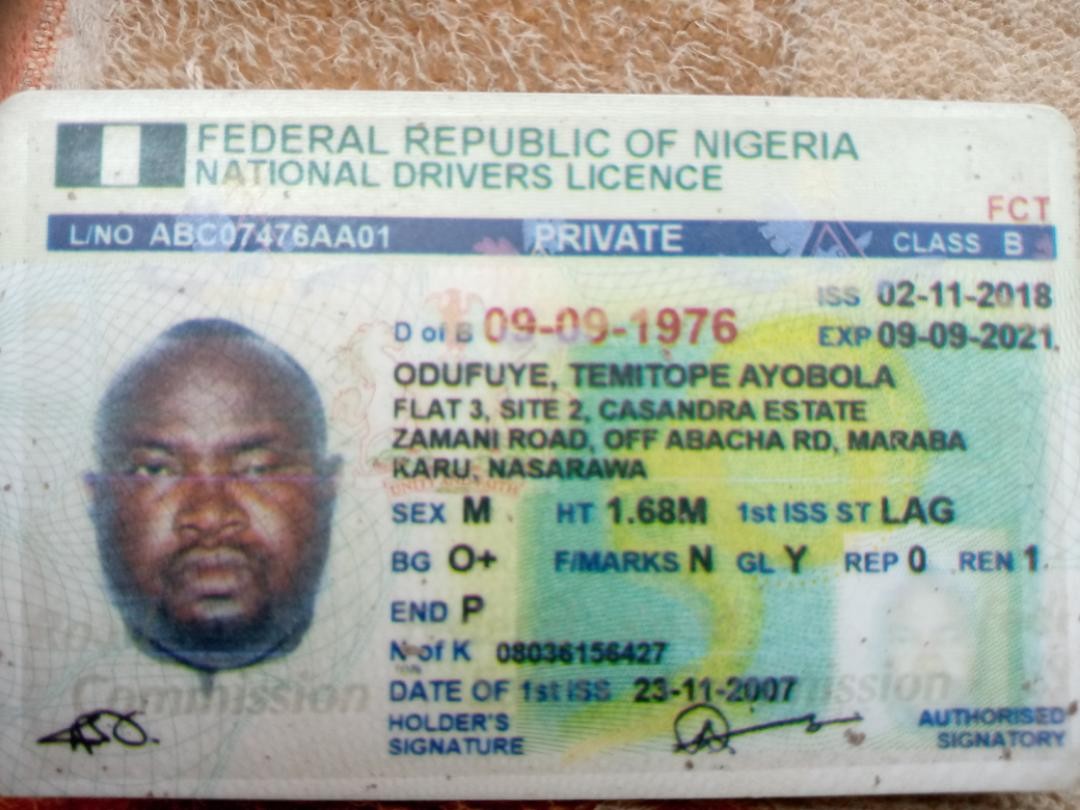 FEDERAL REPUBLIC OF NIGERIA
NATIONAL DRIVERS LICENCE
FCT
L/NO ABC07476AA01 PRIVATE CLASS B
ISS 02-11-2018
D of B 09-09-1976 EXP 09-09-2021
ODUFUYE, TEMITOPE AYOBOLA
FLAT 3, SITE 2, CASANDRA ESTATE
ZAMANI ROAD, OFF ABACHA RD, MARABA
KARU, NASARAWA
UNITY AND FAITH
SEX M HT 1.68M 1st ISS ST LAG
BG O+ F/MARKS N GL Y REP 0 REN 1
END P
N of K 08036156427
Commission
DATE OF 1st ISS 23-11-2007
HOLDER'S SIGNATURE
AUTHORISED SIGNATORY